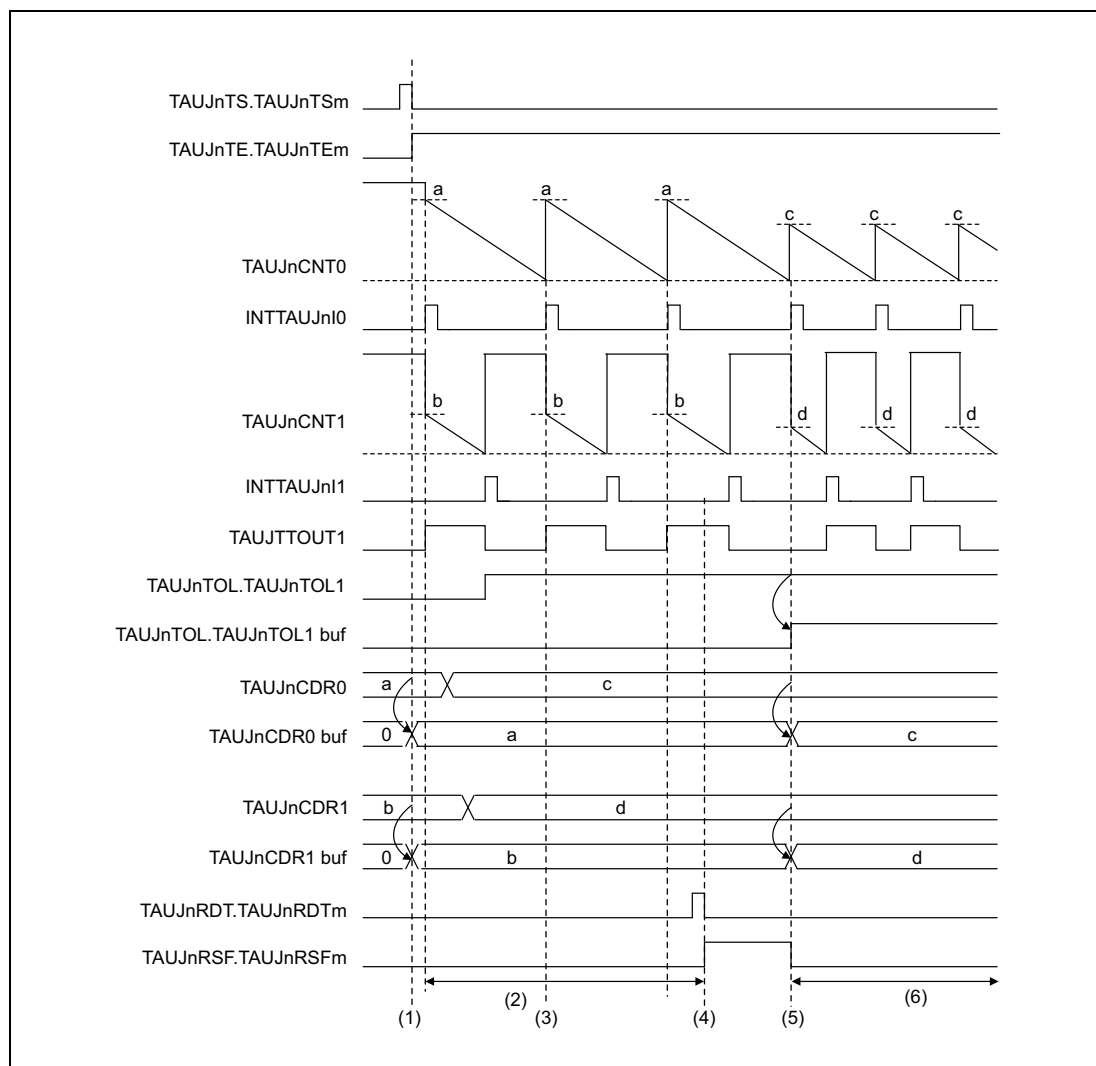 TAUJnTS.TAUJnTSm
TAUJnTE.TAUJnTEm
a a a
c c c
TAUJnCNT0
INTTAUJnI0
b b b
d d d
TAUJnCNT1
INTTAUJnI1
TAUJTTOUT1
TAUJnTOL.TAUJnTOL1
TAUJnTOL.TAUJnTOL1 buf
TAUJnCDR0 a c
TAUJnCDR0 buf 0 a c
TAUJnCDR1 b d
TAUJnCDR1 buf 0 b d
TAUJnRDT.TAUJnRDTm
TAUJnRSF.TAUJnRSFm
(2) (6)
(1) (3) (4) (5)